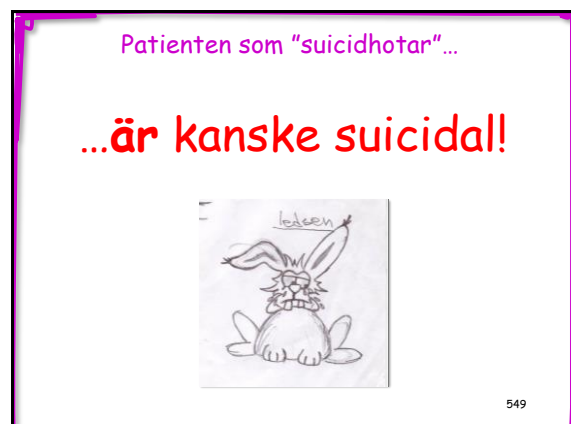 Patienten som ”suicidhotar”…
…är kanske suicidal!
ledsen
549